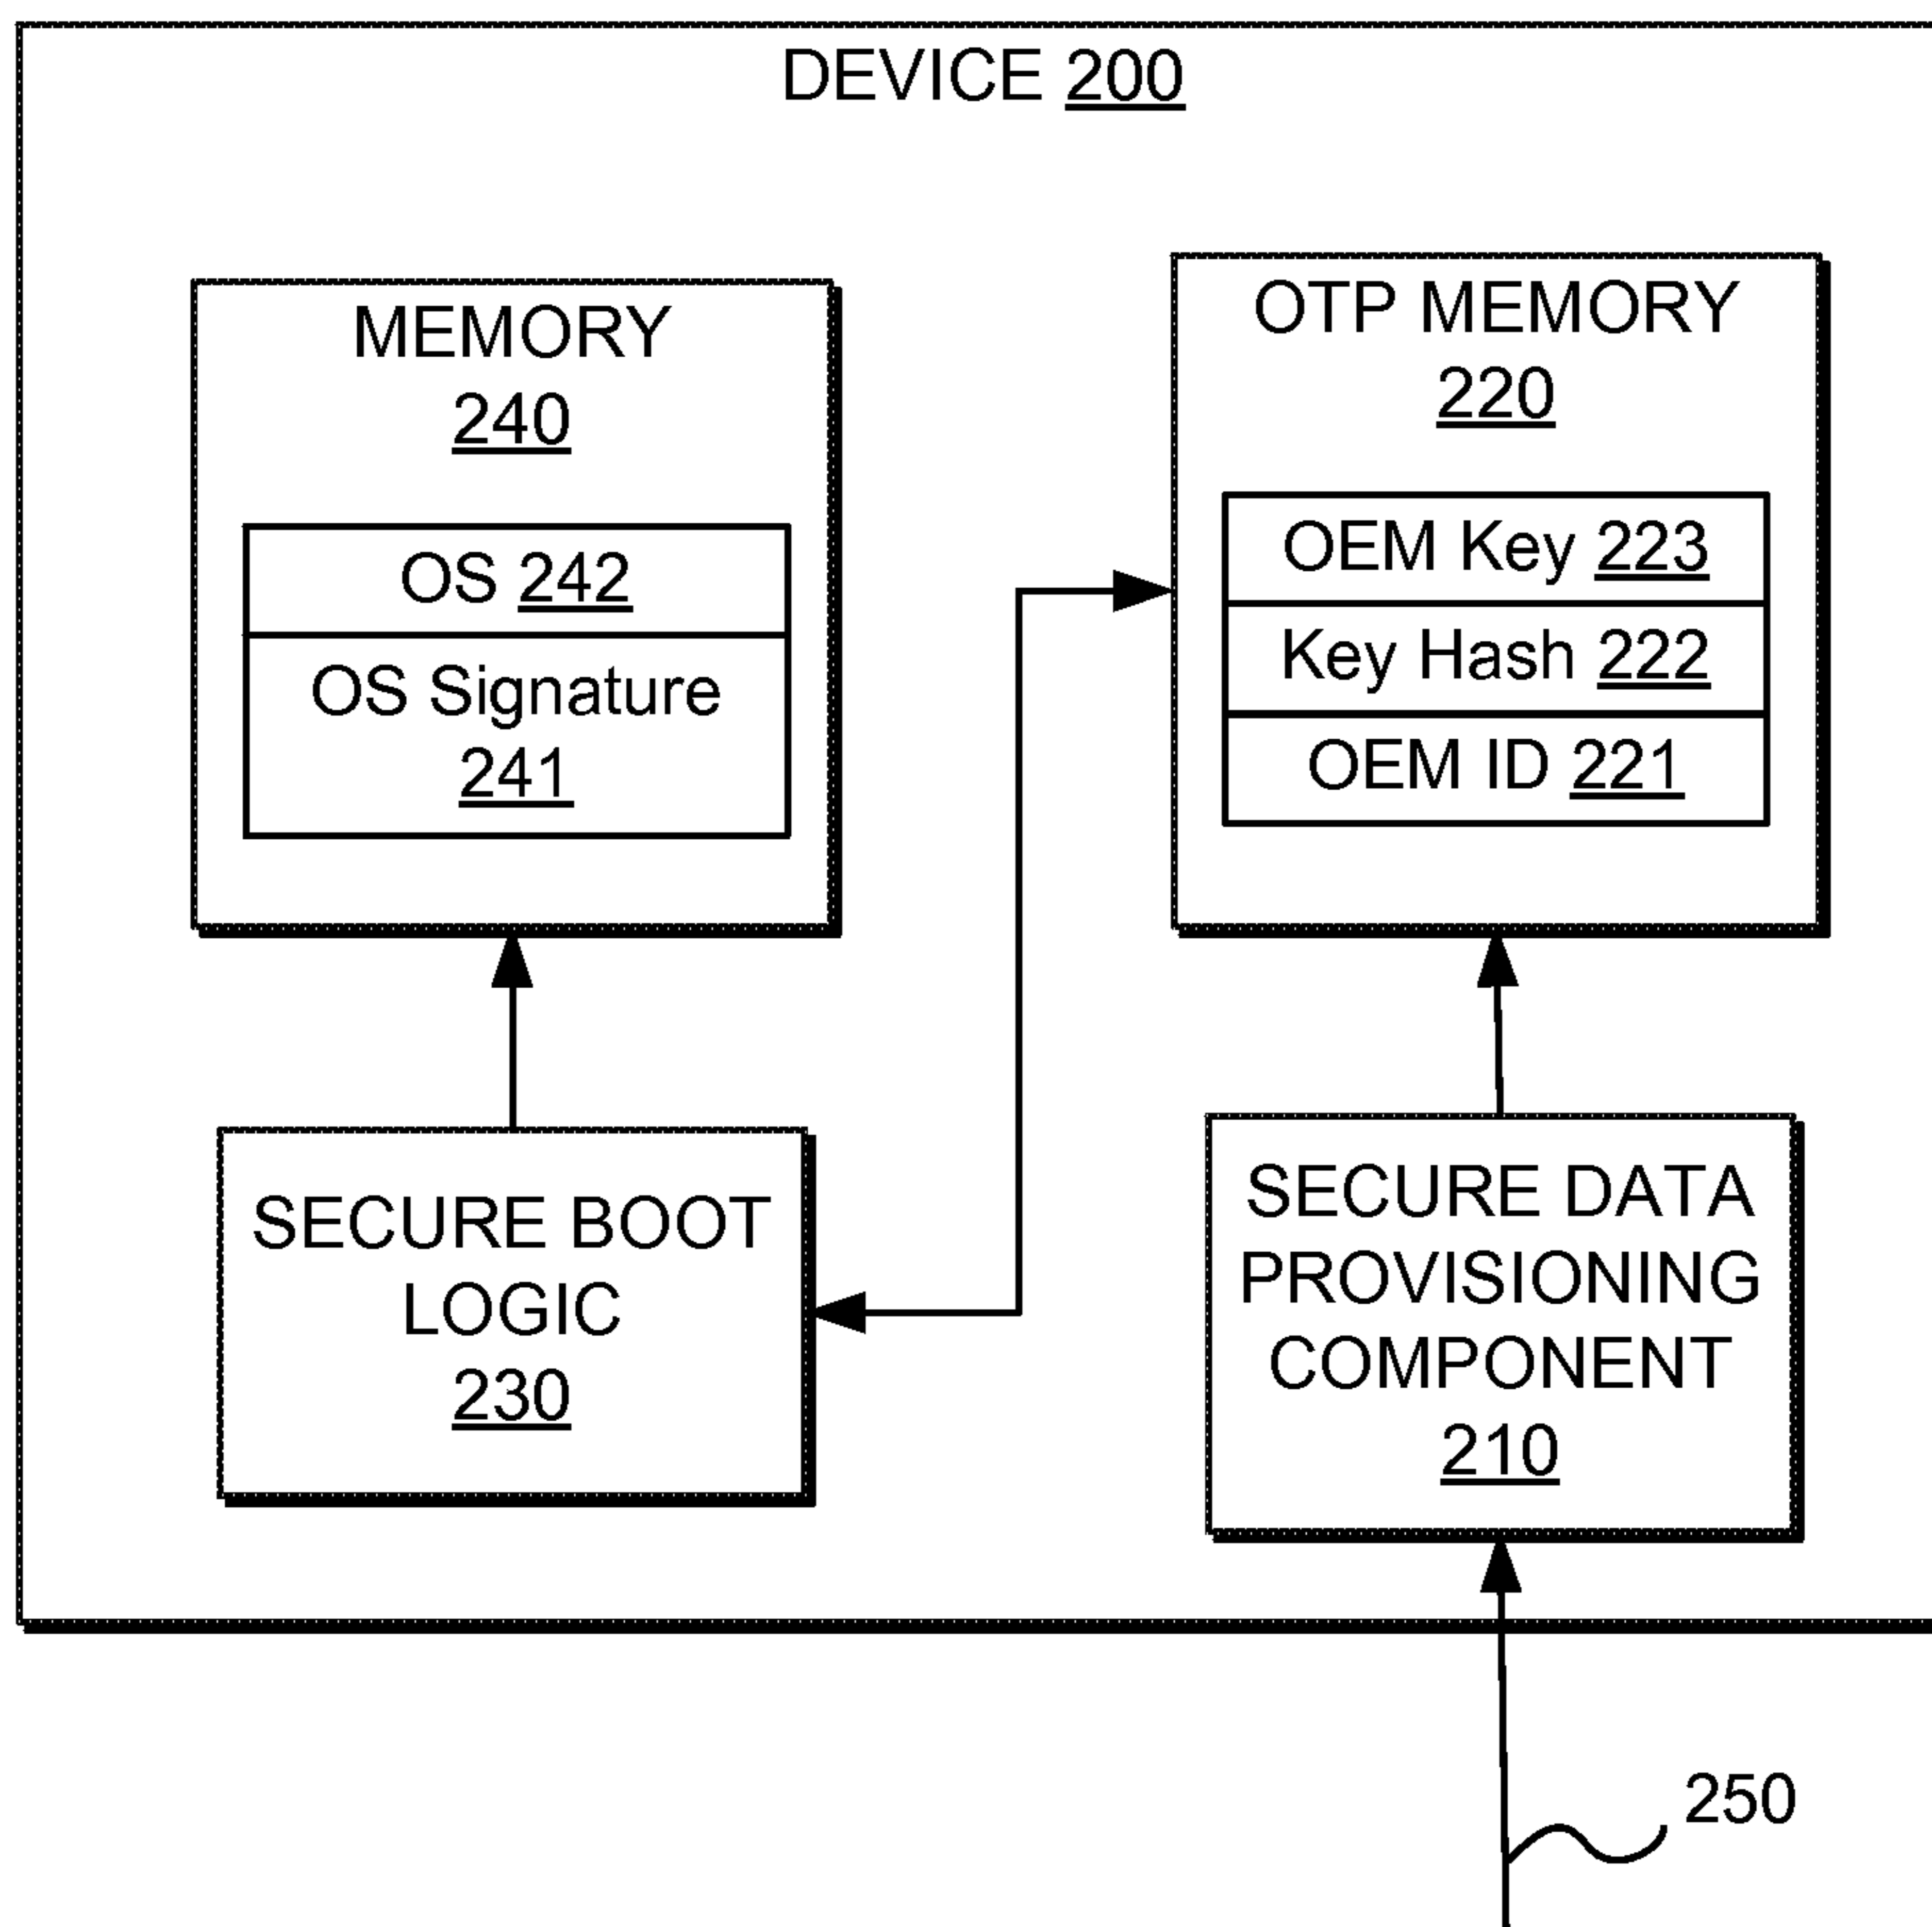 DEVICE 200
MEMORY
240
OS 242
OS Signature
241
OTP MEMORY
220
OEM Key 223
Key Hash 222
OEM ID 221
SECURE BOOT
LOGIC
230
SECURE DATA
PROVISIONING
COMPONENT
210
250